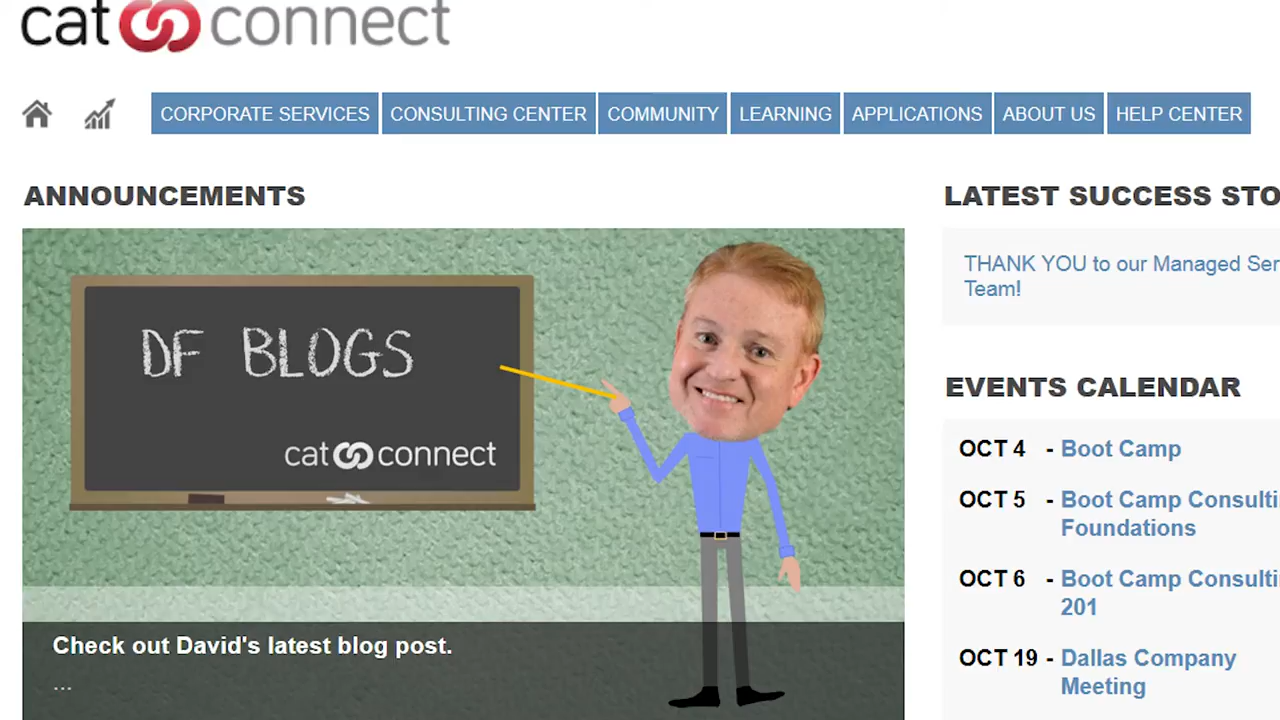 cat connect
CORPORATE SERVICES CONSULTING CENTER COMMUNITY LEARNING APPLICATIONS ABOUT US HELP CENTER
ANNOUNCEMENTS
DF BLOGS
cat connect
Check out David's latest blog post.
...
LATEST SUCCESS STO
THANK YOU to our Managed Ser
Team!
EVENTS CALENDAR
OCT 4 - Boot Camp
OCT 5 - Boot Camp Consulti
Foundations
OCT 6 - Boot Camp Consulti
201
OCT 19 - Dallas Company
Meeting